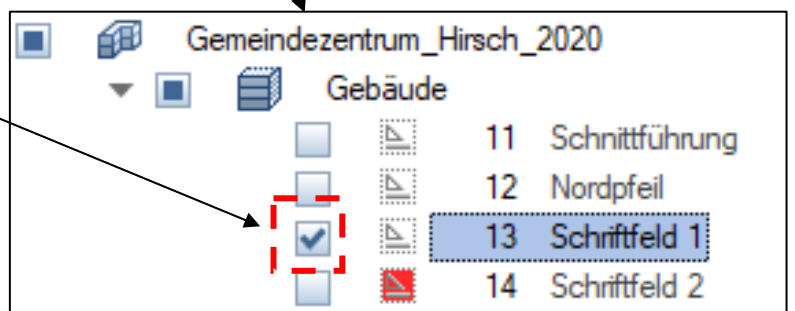 Gemeindezentrum_Hirsch_2020
Gebäude
11 Schnittführung
12 Nordpfeil
13 Schriftfeld 1
14 Schriftfeld 2